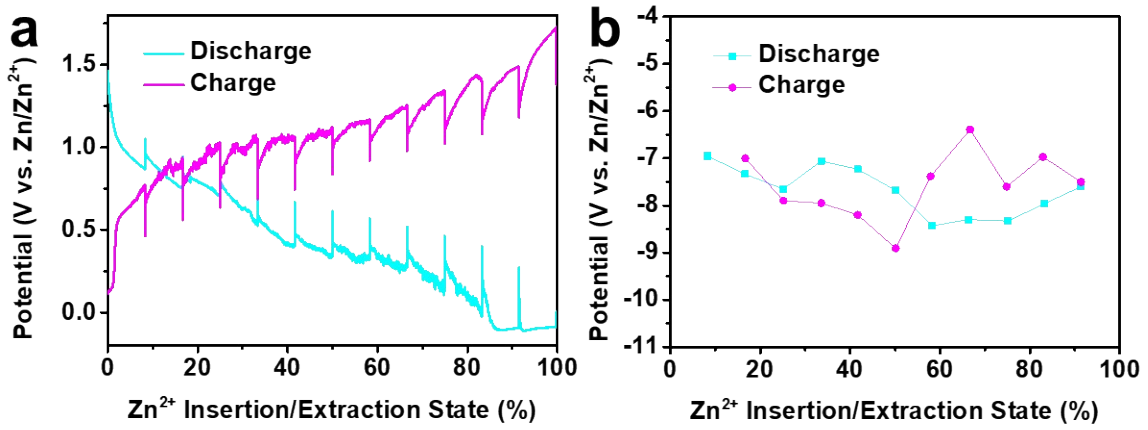 a
Discharge
Charge
Potential (V vs. Zn/Zn²⁺)
1.5
1.0
0.5
0.0
0 20 40 60 80 100
Zn²⁺ Insertion/Extraction State (%)
b
Discharge
Charge
Potential (V vs. Zn/Zn²⁺)
-4
-5
-6
-7
-8
-9
-10
-11
0 20 40 60 80 100
Zn²⁺ Insertion/Extraction State (%)